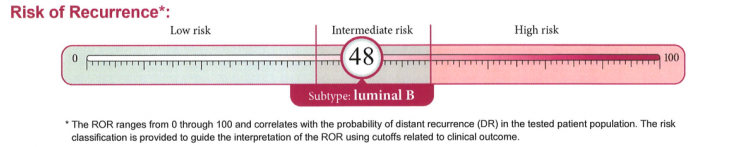 Risk of Recurrence*:
Low risk Intermediate risk High risk
0 48 100
Subtype: luminal B
* The ROR ranges from 0 through 100 and correlates with the probability of distant recurrence (DR) in the tested patient population. The risk
classification is provided to guide the interpretation of the ROR using cutoffs related to clinical outcome.